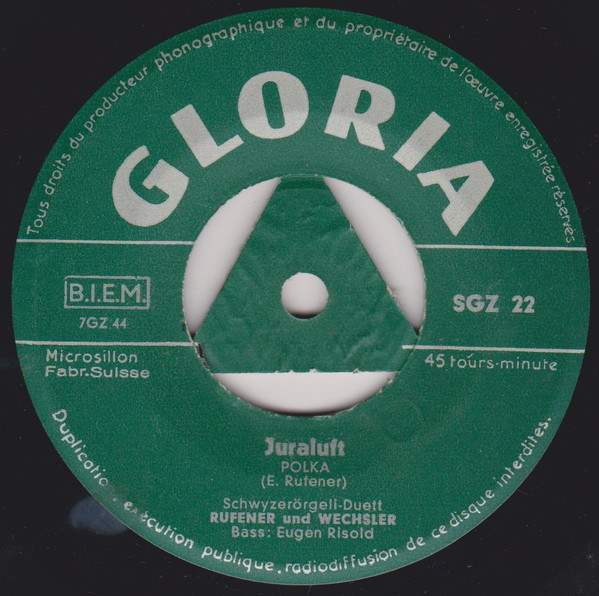 Tous droits du producteur phonographique et du propriétaire de l'œuvre enregistrée réservés
GLORIA
B.I.E.M.
7GZ 44
SGZ 22
Microsillon
Fabr.Suisse
45 tours-minute
Juraluft
POLKA
(E. Rufener)
Schwyzerörgeli-Duett
RUFENER und WECHSLER
Bass: Eugen Risold
Duplication, exécution publique, radiodiffusion de ce disque interdites.